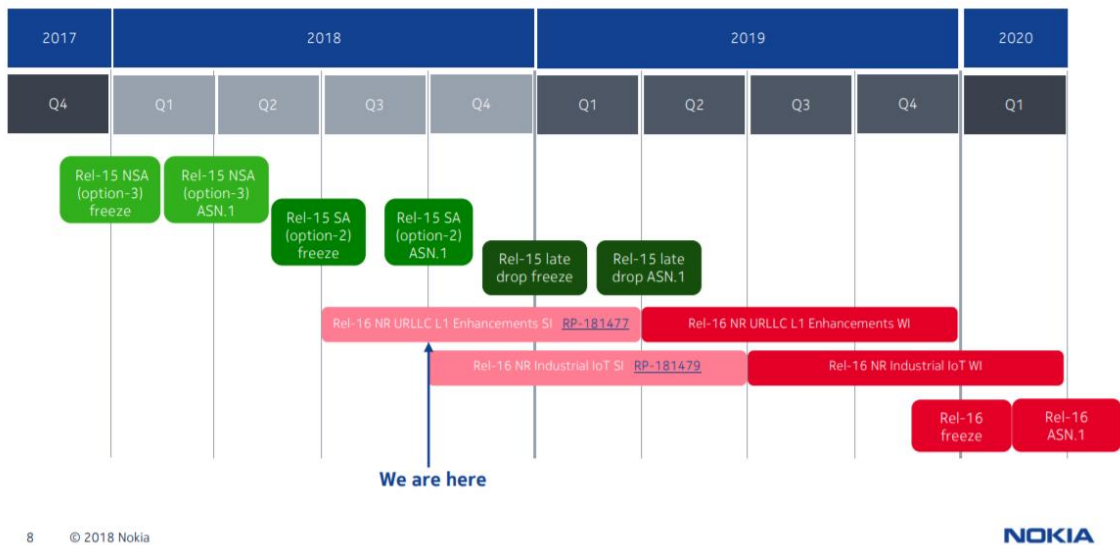 2017 2018 2019 2020
Q4 Q1 Q2 Q3 Q4 Q1 Q2 Q3 Q4 Q1
Rel-15 NSA
(option-3)
freeze
Rel-15 NSA
(option-3)
ASN.1
Rel-15 SA
(option-2)
freeze
Rel-15 SA
(option-2)
ASN.1
Rel-15 late
drop freeze
Rel-15 late
drop ASN.1
Rel-16 NR URLLC L1 Enhancements SI RP-181477
Rel-16 NR URLLC L1 Enhancements WI
Rel-16 NR Industrial IoT SI RP-181479
Rel-16 NR Industrial IoT WI
Rel-16
freeze
Rel-16
ASN.1
We are here
8 © 2018 Nokia
NOKIA